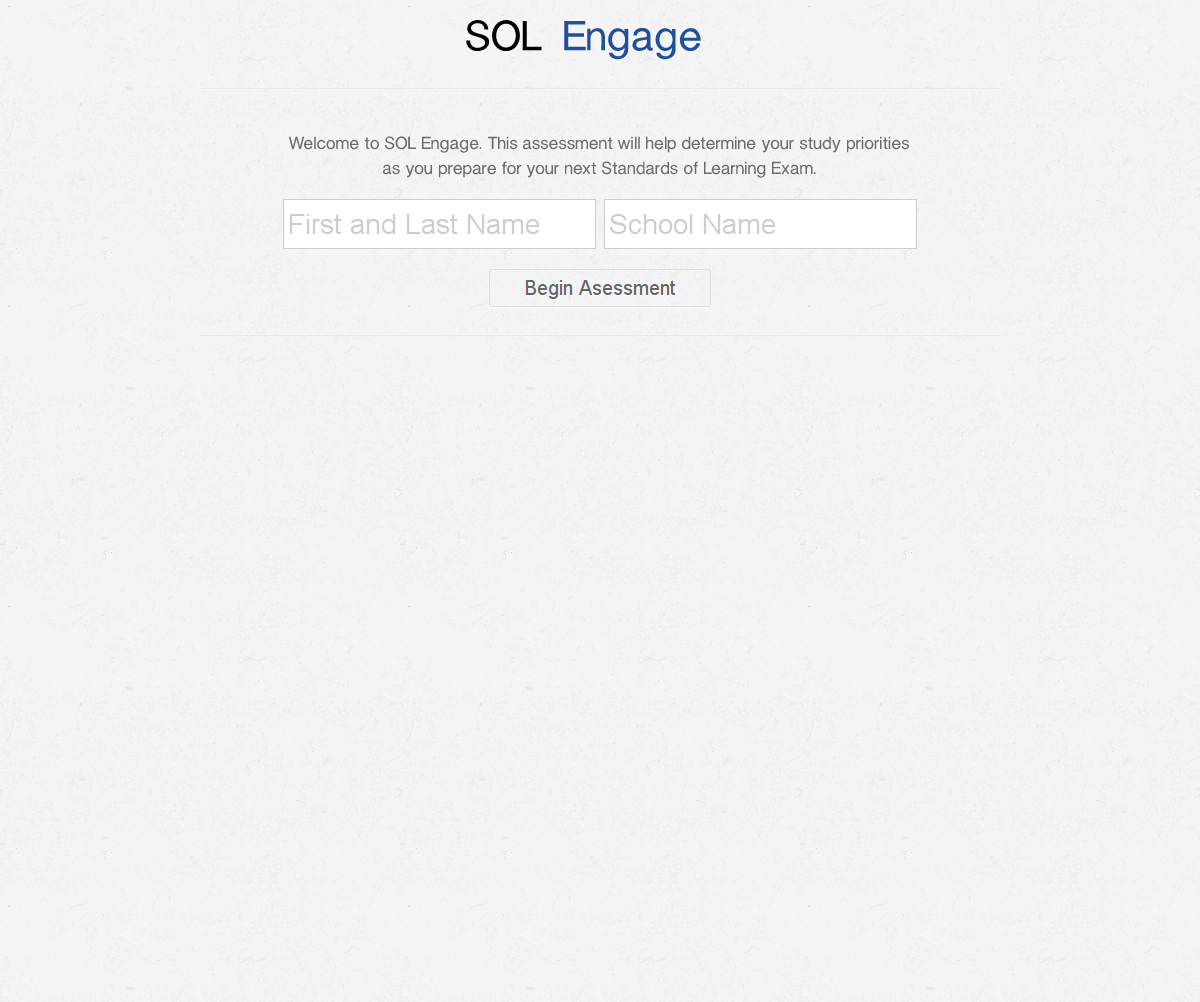 SOL Engage
Welcome to SOL Engage. This assessment will help determine your study priorities
as you prepare for your next Standards of Learning Exam.
First and Last Name School Name
Begin Asessment